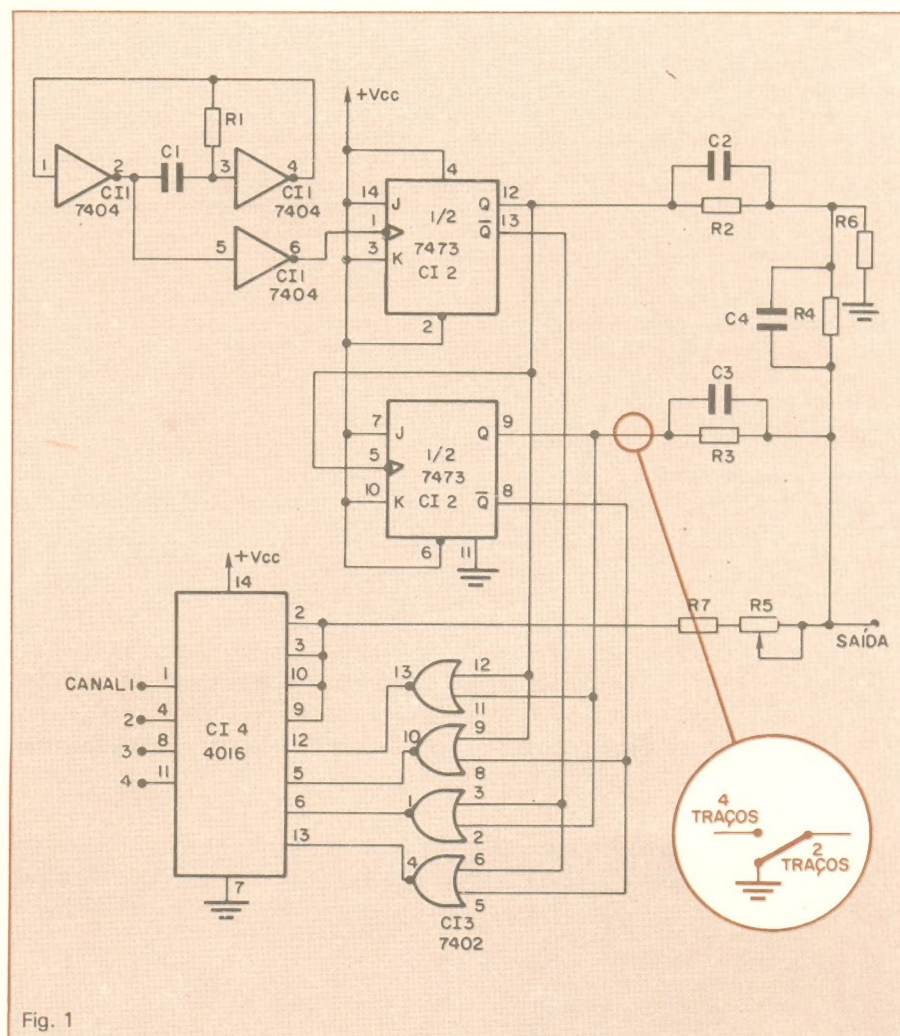 +Vcc
R1
C1
1
2
3
4
CI1
7404
CI1
7404
5
6
CI1
7404
4
14
J
1
3
K
1/2
7473
CI 2
Q
12
Q̅
13
2
7
J
5
10
K
1/2
7473
CI 2
Q
9
Q̅
8
6
11
C2
R2
R6
C4
R4
C3
R3
R7
R5
SAÍDA
+Vcc
14
CANAL 1
1
2
4
3
8
4
11
CI 4
4016
2
3
10
9
12
5
6
13
7
13
12
11
10
9
8
1
3
2
4
6
5
CI3
7402
4
TRAÇOS
2
TRAÇOS
Fig. 1